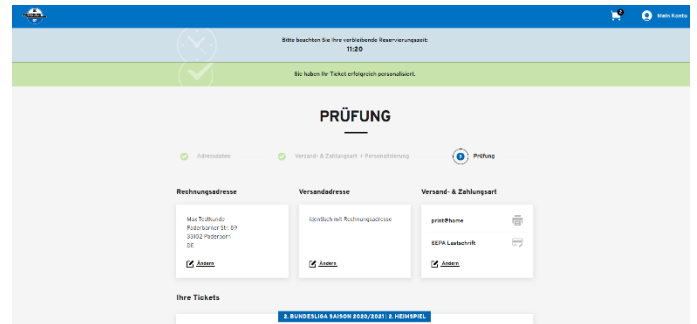 2
Mein Konto
Bitte beachten Sie Ihre verbleibende Reservierungszeit:
11:20
Sie haben Ihr Ticket erfolgreich personalisiert.
PRÜFUNG
Adressdaten
Versand- & Zahlungsart + Personalisierung
3 Prüfung
Rechnungsadresse
Versandadresse
Versand- & Zahlungsart
Max Testkunde
Paderborner Str. 89
33102 Paderborn
DE
Ändern
Identisch mit Rechnungsadresse
Ändern
print@home
SEPA Lastschrift
Ändern
Ihre Tickets
2. BUNDESLIGA SAISON 2020/2021 | 2. HEIMSPIEL